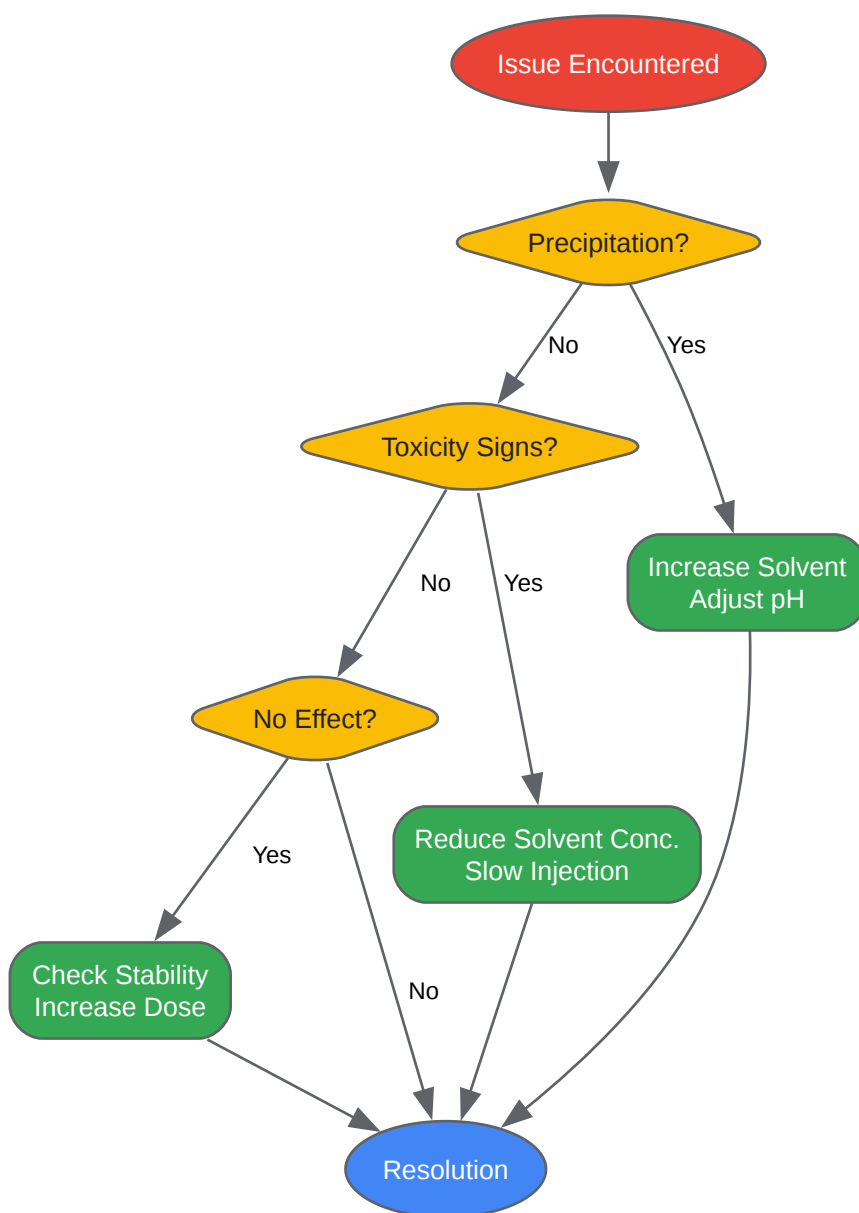 Issue Encountered
Precipitation?
No
Yes
Toxicity Signs?
No
Yes
Increase Solvent
Adjust pH
No Effect?
Yes
Reduce Solvent Conc.
Slow Injection
Check Stability
Increase Dose
No
Resolution